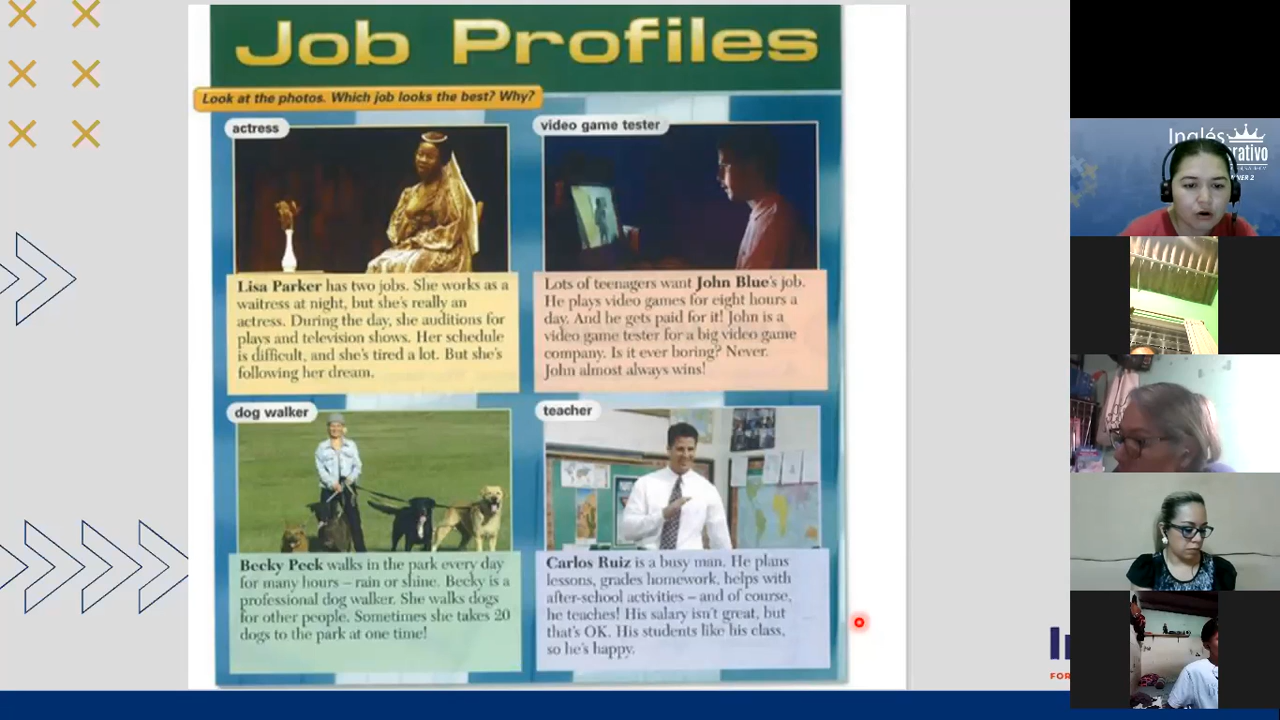 Job Profiles
Look at the photos. Which job looks the best? Why?
actress
Lisa Parker has two jobs. She works as a
waitress at night, but she's really an
actress. During the day, she auditions for
plays and television shows. Her schedule
is difficult, and she's tired a lot. But she's
following her dream.
video game tester
Lots of teenagers want John Blue's job.
He plays video games for eight hours a
day. And he gets paid for it! John is a
video game tester for a big video game
company. Is it ever boring? Never.
John almost always wins!
dog walker
Becky Peck walks in the park every day
for many hours – rain or shine. Becky is a
professional dog walker. She walks dogs
for other people. Sometimes she takes 20
dogs to the park at one time!
teacher
Carlos Ruiz is a busy man. He plans
lessons, grades homework, helps with
after-school activities – and of course,
he teaches! His salary isn't great, but
that's OK. His students like his class,
so he's happy.
Inglés